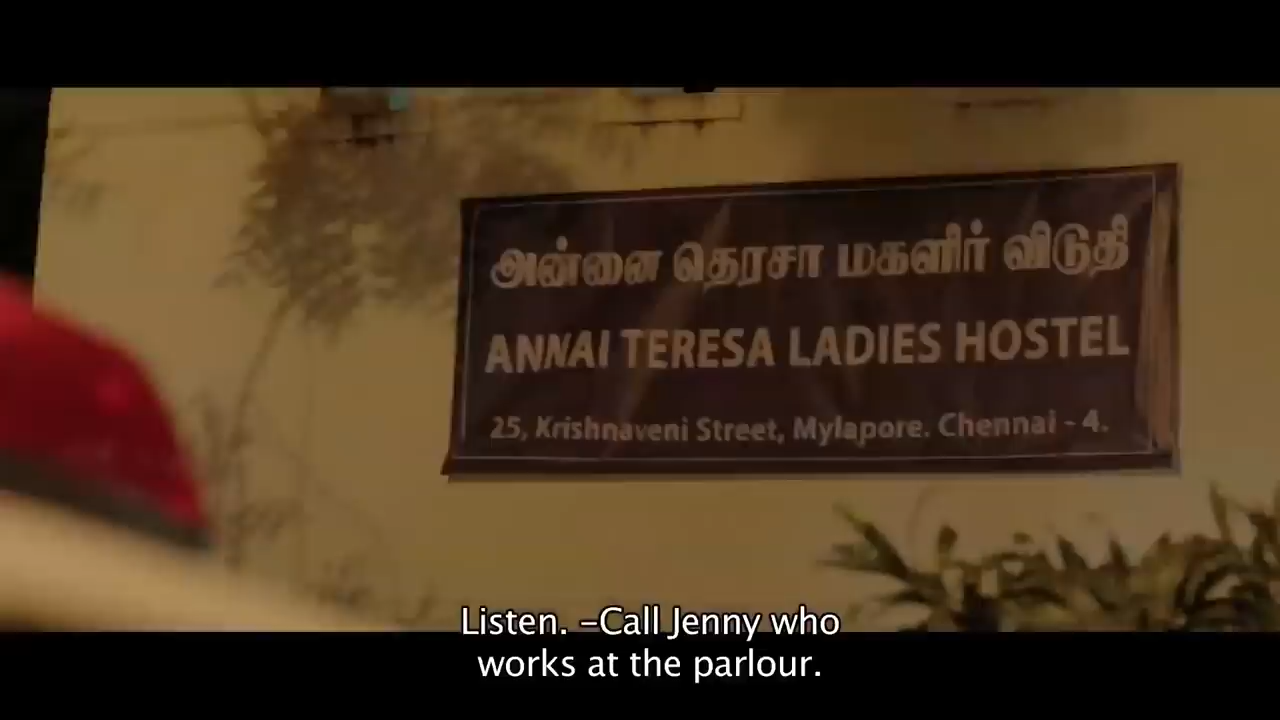 அன்னை தெரசா மகளிர் விடுதி
ANNAI TERESA LADIES HOSTEL
25, Krishnaveni Street, Mylapore. Chennai - 4.
Listen. -Call Jenny who
works at the parlour.